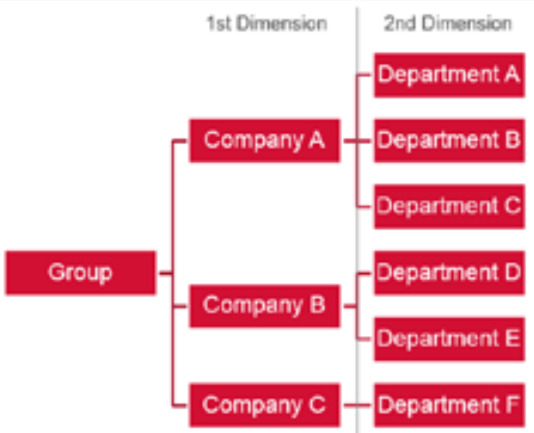 1st Dimension
2nd Dimension
Department A
Company A
Department B
Department C
Group
Department D
Company B
Department E
Company C
Department F